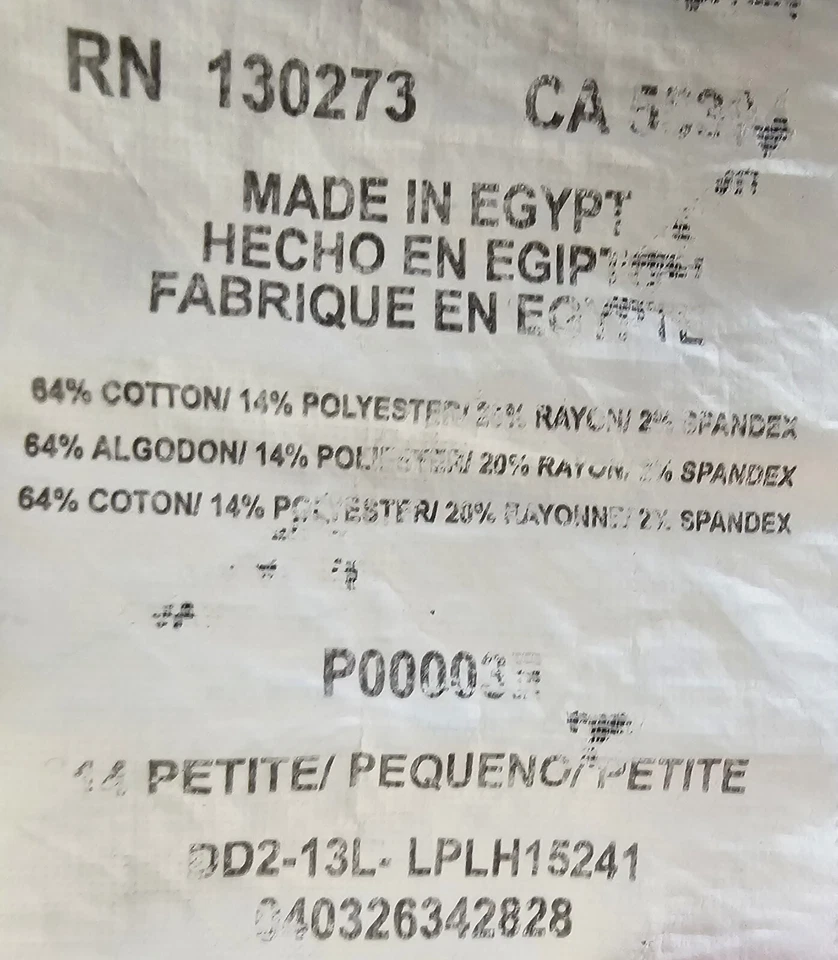 RN 130273 CA
MADE IN EGYPT
HECHO EN EGIPTO
FABRIQUE EN EGYPTE
64% COTTON/ 14% POLYESTER/ 20% RAYON/ 2% SPANDEX
64% ALGODON/ 14% POLYESTER/ 20% RAYON/ 2% SPANDEX
64% COTON/ 14% POLYESTER/ 20% RAYONNE/ 2% SPANDEX
14 PETITE/ PEQUENO/ PETITE
DD2-13L- LPLH15241
040326342828